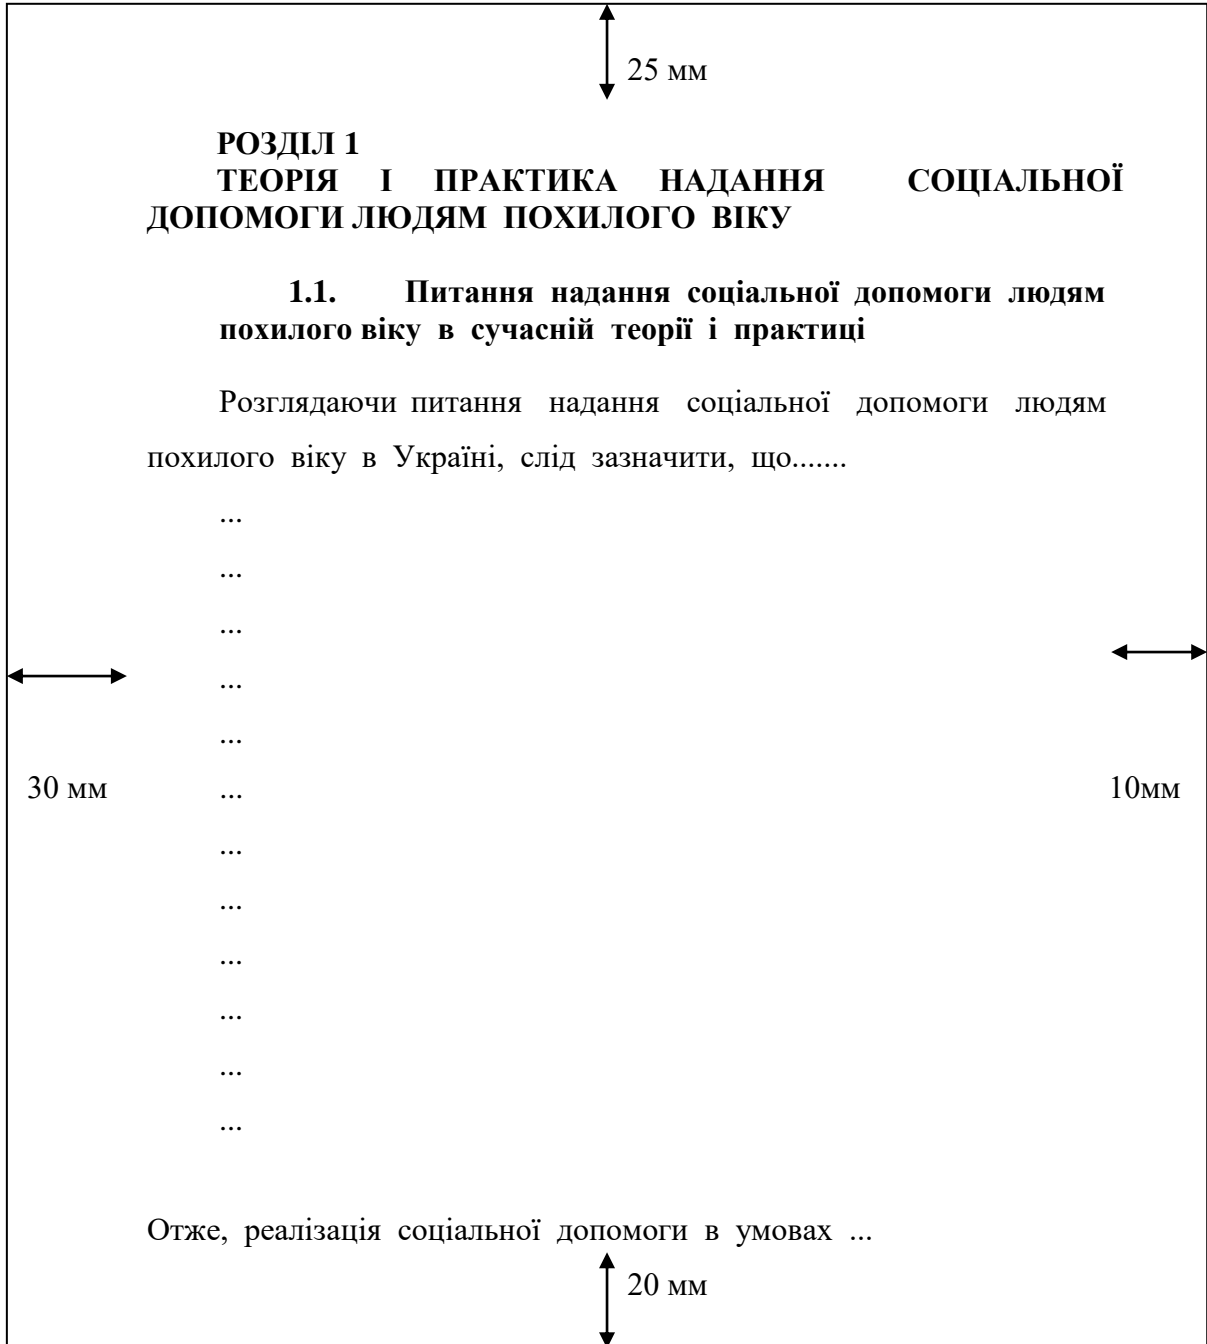 25 мм
РОЗДІЛ 1
ТЕОРІЯ І ПРАКТИКА НАДАННЯ СОЦІАЛЬНОЇ
ДОПОМОГИ ЛЮДЯМ ПОХИЛОГО ВІКУ
1.1. Питання надання соціальної допомоги людям
похилого віку в сучасній теорії і практиці
Розглядаючи питання надання соціальної допомоги людям
похилого віку в Україні, слід зазначити, що.......
...
...
...
...
...
30 мм ... 10мм
...
...
...
...
...
...
Отже, реалізація соціальної допомоги в умовах ...
20 мм